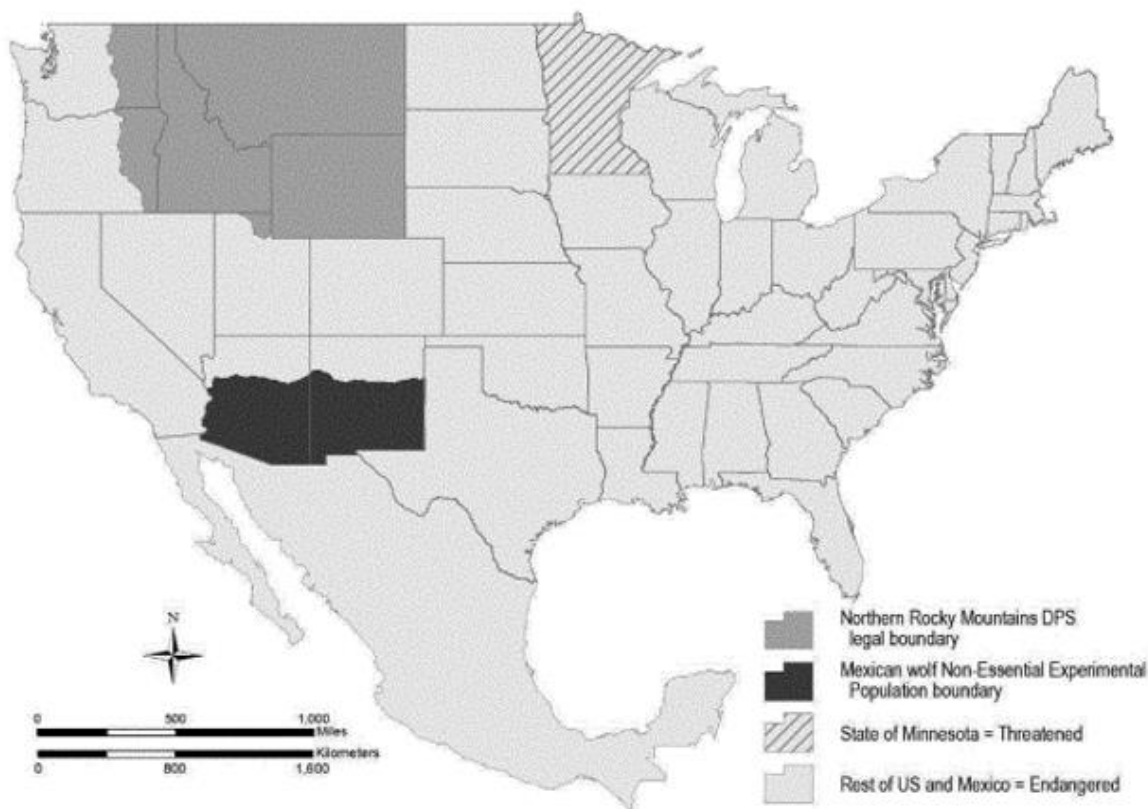 Northern Rocky Mountains DPS
legal boundary
Mexican wolf Non-Essential Experimental
Population boundary
State of Minnesota = Threatened
Rest of US and Mexico = Endangered
N
0 500 1,000
Miles
Kilometers
0 800 1,600